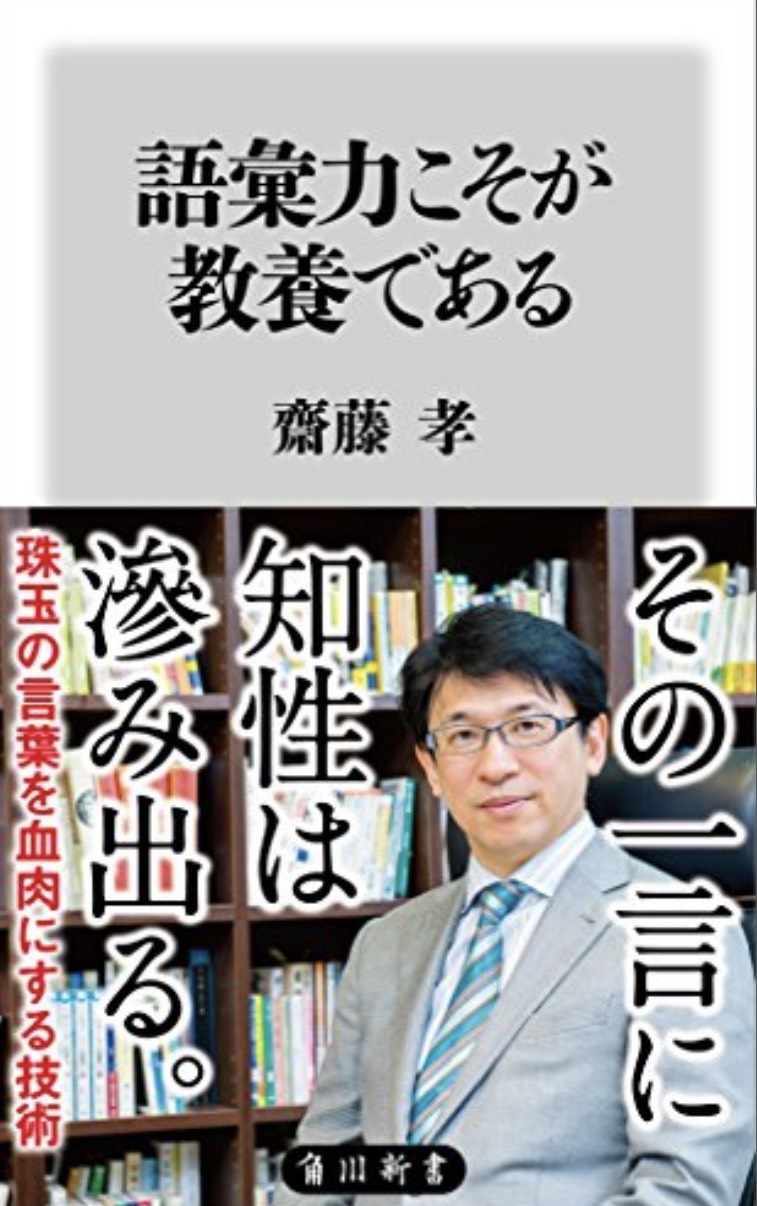 語彙力こそが
教養である
齋藤 孝
その一言に
知性は
滲み出る。
珠玉の言葉を血肉にする技術
角川新書